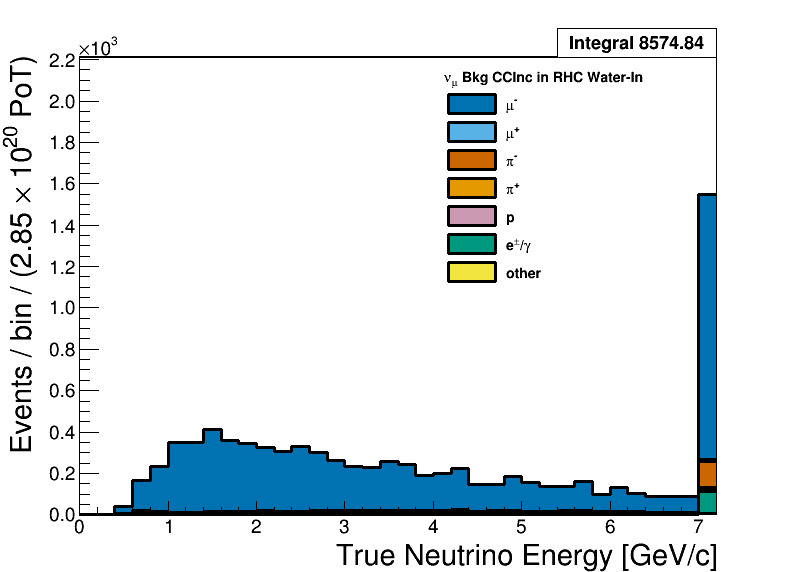 Integral 8574.84
×10³
ν_μ Bkg CCInc in RHC Water-In
μ⁻
μ⁺
π⁻
π⁺
p
e±/γ
other
2.2
2.0
1.8
1.6
1.4
1.2
1.0
0.8
0.6
0.4
0.2
0.0
Events / bin / (2.85 × 10²⁰ PoT)
0 1 2 3 4 5 6 7
True Neutrino Energy [GeV/c]